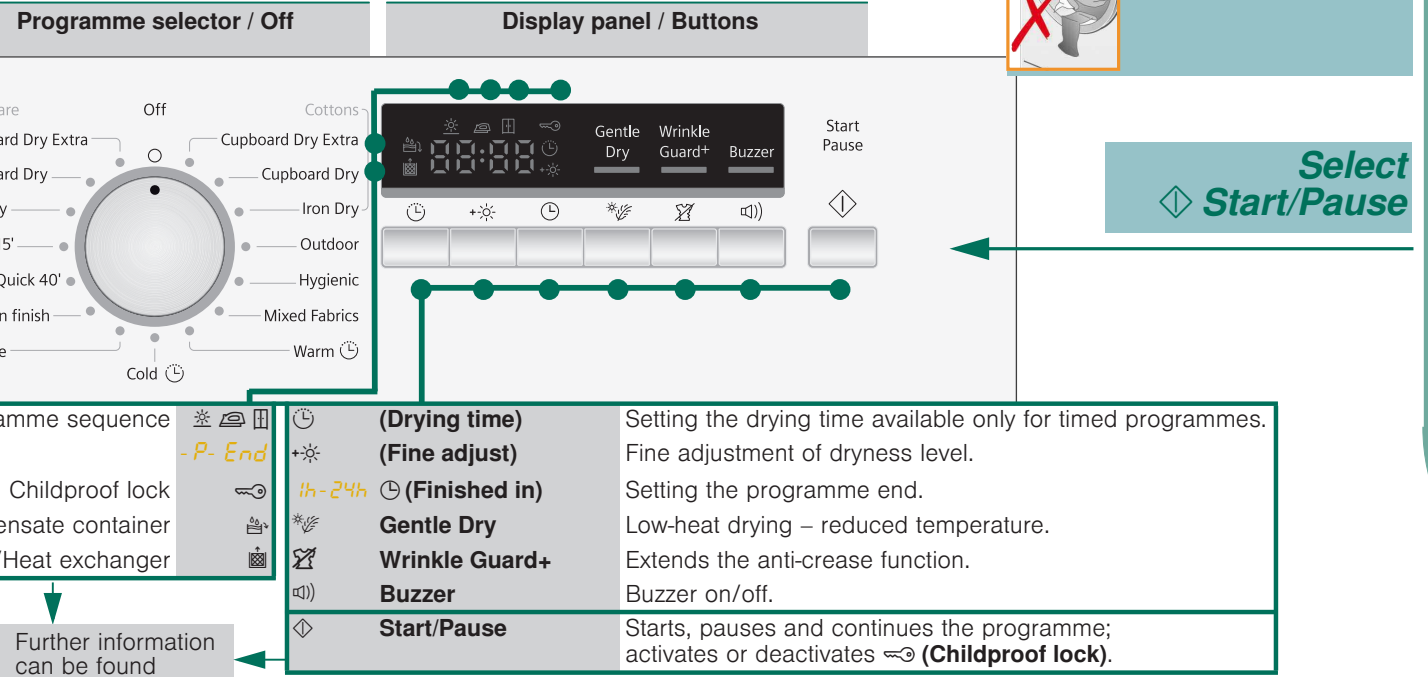 Programme selector / Off
Display panel / Buttons
Off
Cottons
Cupboard Dry Extra
Cupboard Dry
Iron Dry
Outdoor
Hygienic
Mixed Fabrics
Warm
Cold
Dry Extra
Dry
Quick 40'
finish
88:88
Gentle
Dry
Wrinkle
Guard+
Buzzer
Start
Pause
Select
Start/Pause
sequence
-P- End
Childproof lock
container
/Heat exchanger
Further information
can be found
(Drying time) Setting the drying time available only for timed programmes.
(Fine adjust) Fine adjustment of dryness level.
1h-24h (Finished in) Setting the programme end.
Gentle Dry Low-heat drying – reduced temperature.
Wrinkle Guard+ Extends the anti-crease function.
Buzzer Buzzer on/off.
Start/Pause Starts, pauses and continues the programme;
activates or deactivates (Childproof lock).